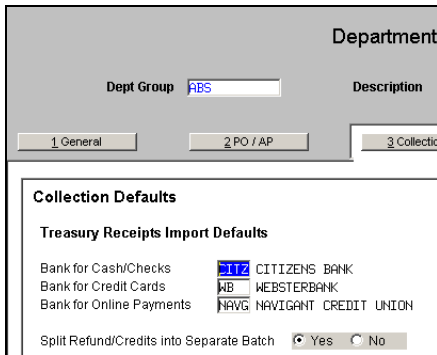 Department
Dept Group ABS Description
1 General 2 PO / AP 3 Collectio
Collection Defaults
Treasury Receipts Import Defaults
Bank for Cash/Checks CITZ CITIZENS BANK
Bank for Credit Cards WB WEBSTERBANK
Bank for Online Payments NAVG NAVIGANT CREDIT UNION
Split Refund/Credits into Separate Batch Yes No